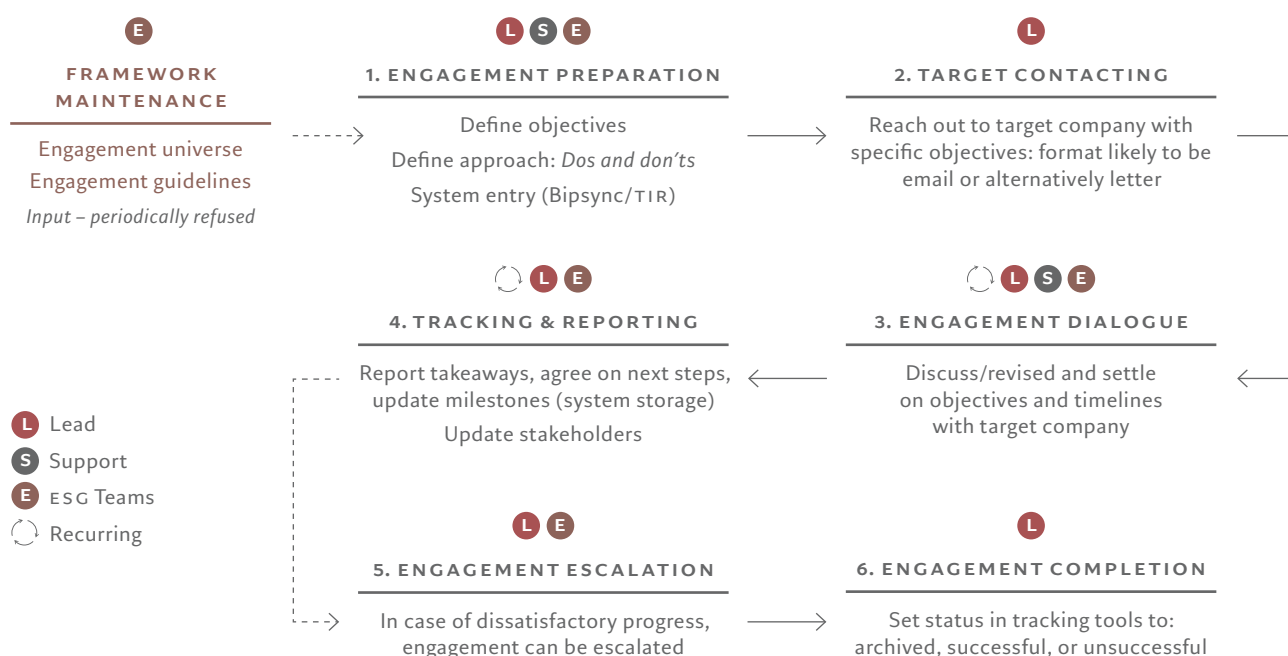 E
FRAMEWORK
MAINTENANCE
Engagement universe
Engagement guidelines
Input – periodically refused
L S E
1. ENGAGEMENT PREPARATION
Define objectives
Define approach: Dos and don'ts
System entry (Bipsync/TIR)
L
2. TARGET CONTACTING
Reach out to target company with
specific objectives: format likely to be
email or alternatively letter
L S E
3. ENGAGEMENT DIALOGUE
Discuss/revised and settle
on objectives and timelines
with target company
L E
4. TRACKING & REPORTING
Report takeaways, agree on next steps,
update milestones (system storage)
Update stakeholders
L Lead
S Support
E ESG Teams
Recurring
L E
5. ENGAGEMENT ESCALATION
In case of dissatisfactory progress,
engagement can be escalated
L
6. ENGAGEMENT COMPLETION
Set status in tracking tools to:
archived, successful, or unsuccessful